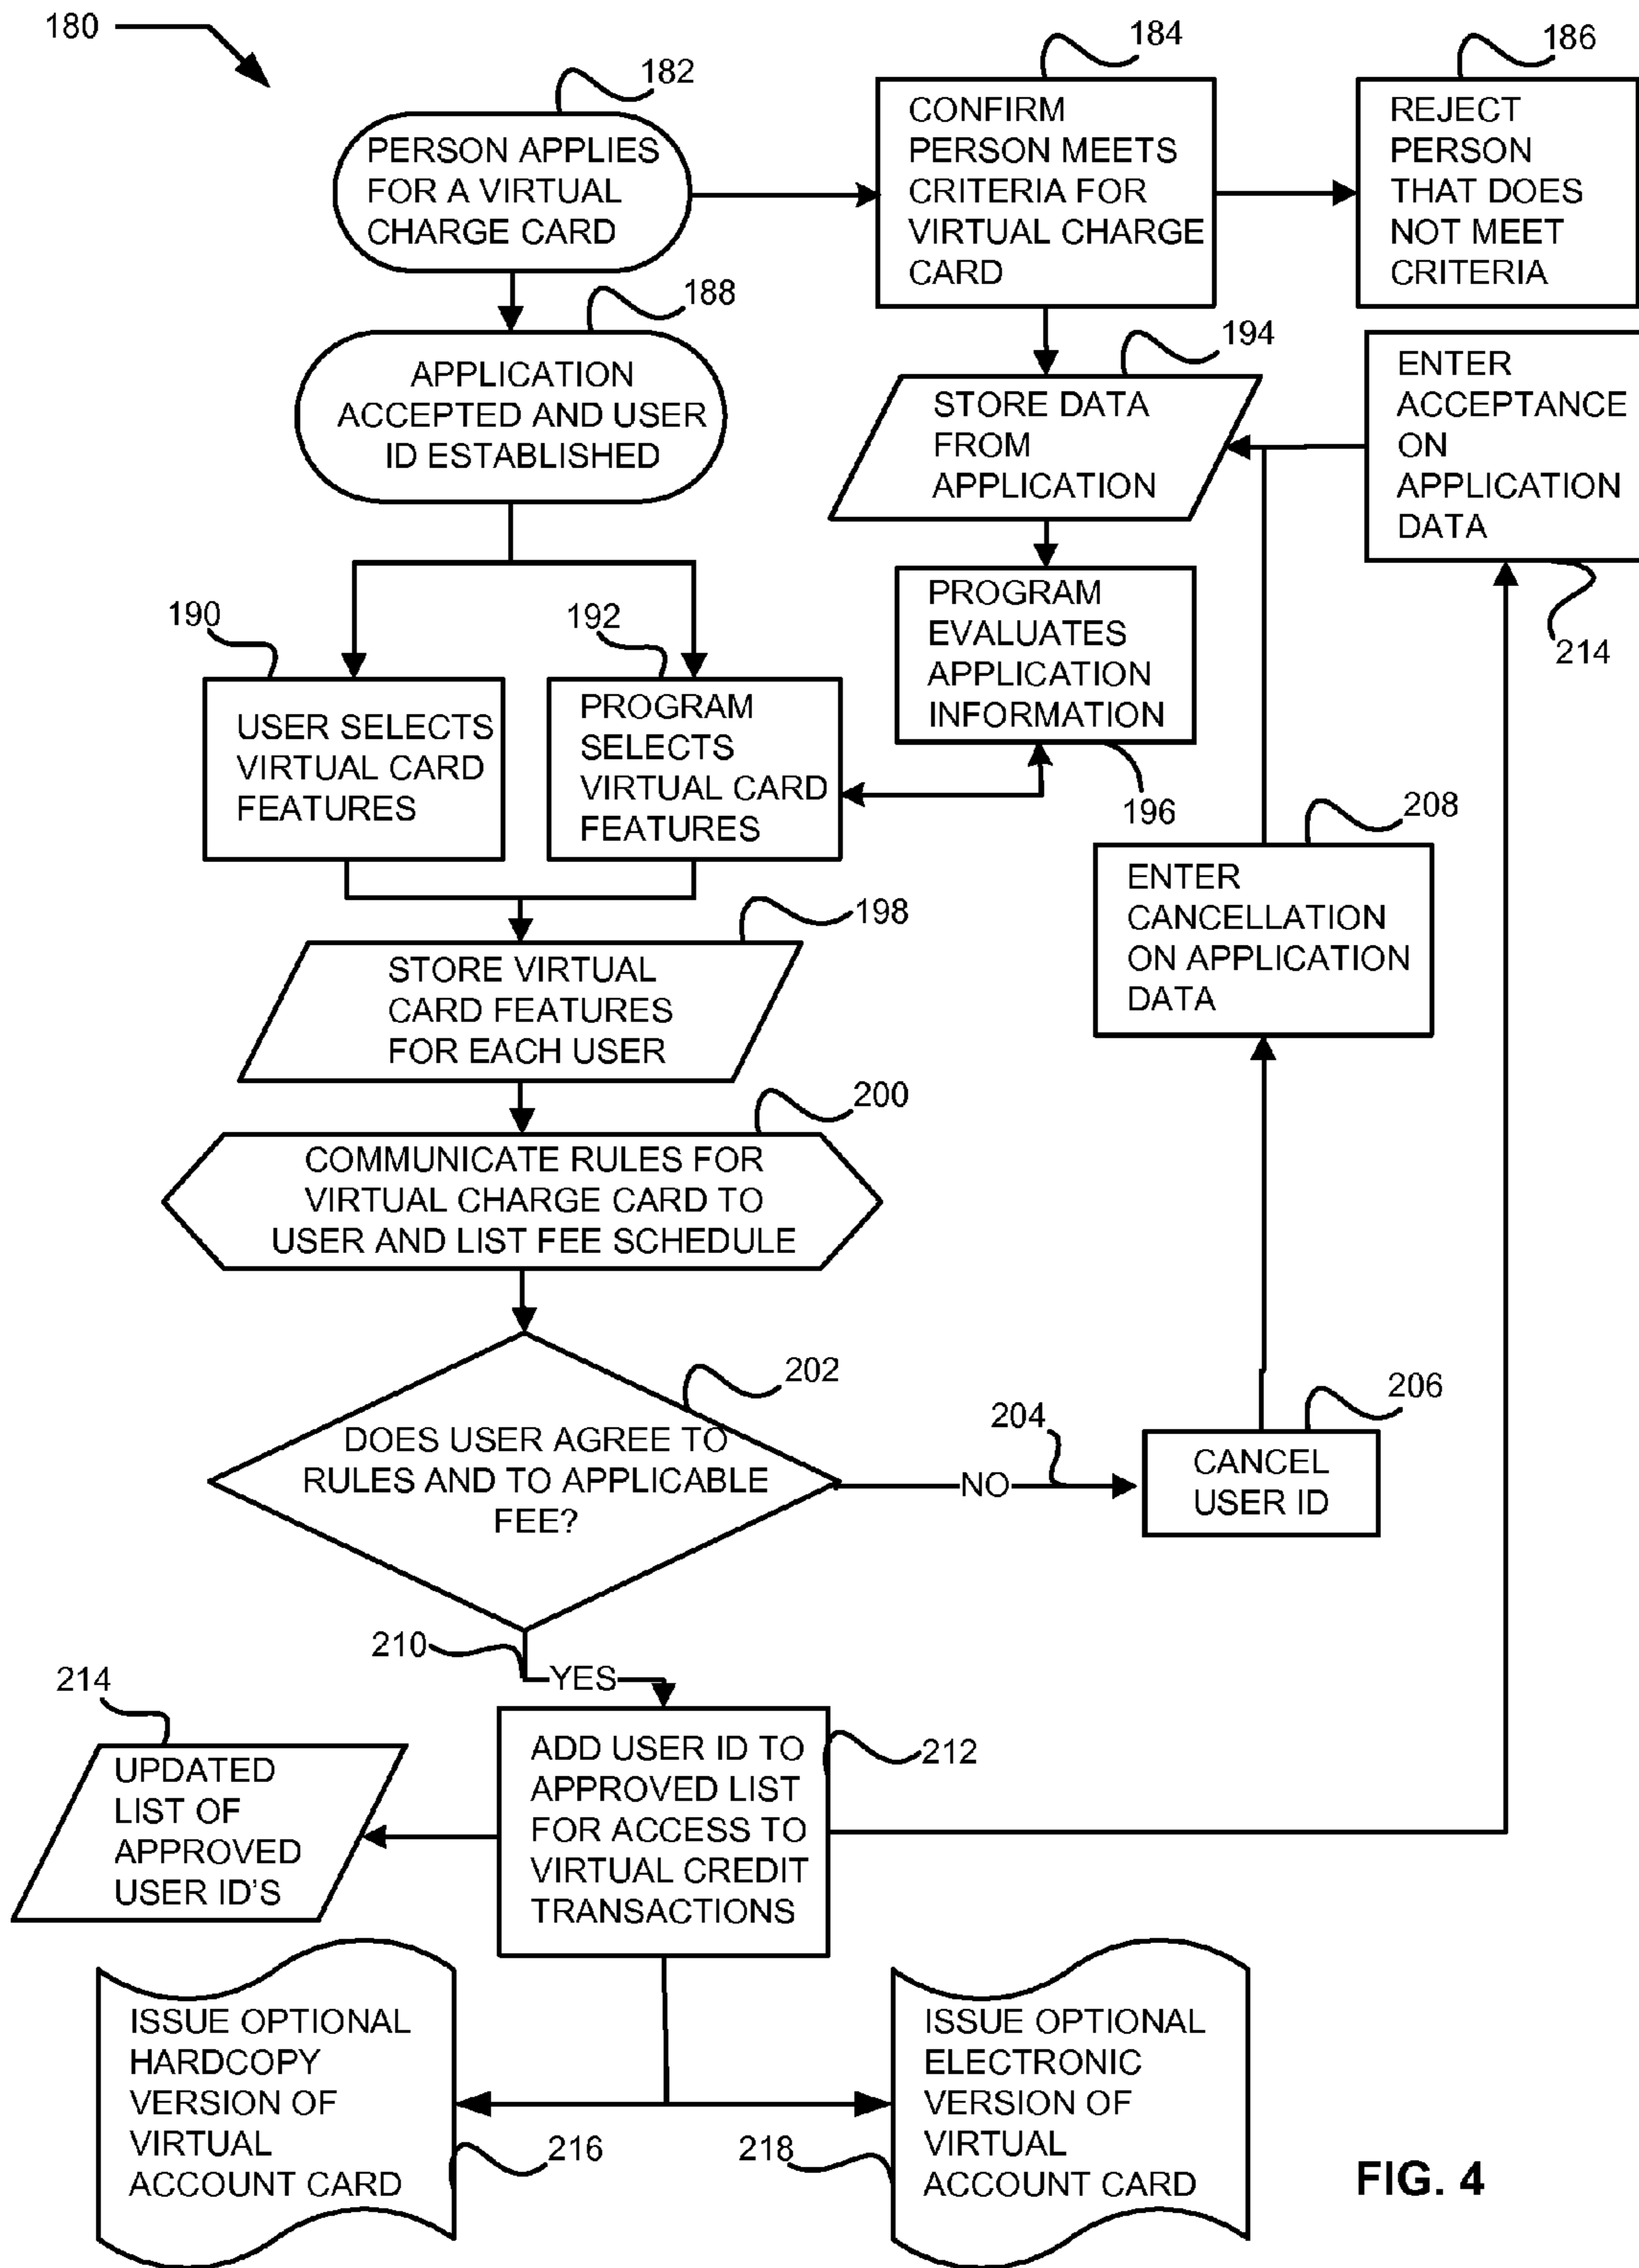 180
182
PERSON APPLIES
FOR A VIRTUAL
CHARGE CARD
184
CONFIRM
PERSON MEETS
CRITERIA FOR
VIRTUAL CHARGE
CARD
186
REJECT
PERSON
THAT DOES
NOT MEET
CRITERIA
188
APPLICATION
ACCEPTED AND USER
ID ESTABLISHED
194
STORE DATA
FROM
APPLICATION
ENTER
ACCEPTANCE
ON
APPLICATION
DATA
214
190
USER SELECTS
VIRTUAL CARD
FEATURES
192
PROGRAM
SELECTS
VIRTUAL CARD
FEATURES
PROGRAM
EVALUATES
APPLICATION
INFORMATION
196
208
ENTER
CANCELLATION
ON APPLICATION
DATA
198
STORE VIRTUAL
CARD FEATURES
FOR EACH USER
200
COMMUNICATE RULES FOR
VIRTUAL CHARGE CARD TO
USER AND LIST FEE SCHEDULE
202
DOES USER AGREE TO
RULES AND TO APPLICABLE
FEE?
204
NO
206
CANCEL
USER ID
210
YES
214
UPDATED
LIST OF
APPROVED
USER ID'S
212
ADD USER ID TO
APPROVED LIST
FOR ACCESS TO
VIRTUAL CREDIT
TRANSACTIONS
ISSUE OPTIONAL
HARDCOPY
VERSION OF
VIRTUAL
ACCOUNT CARD
216
218
ISSUE OPTIONAL
ELECTRONIC
VERSION OF
VIRTUAL
ACCOUNT CARD
FIG. 4